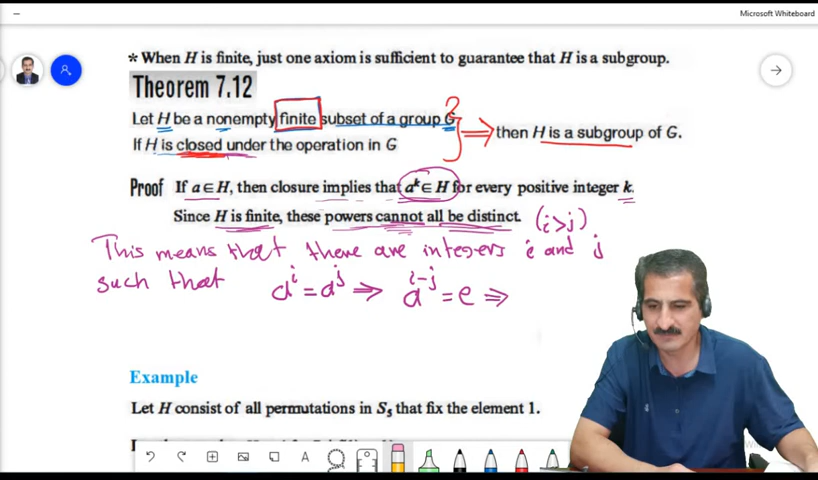 Microsoft Whiteboard
* When H is finite, just one axiom is sufficient to guarantee that H is a subgroup.
Theorem 7.12
Let H be a nonempty finite subset of a group G
If H is closed under the operation in G
⟹ then H is a subgroup of G.
Proof If a ∈ H, then closure implies that aᵏ ∈ H for every positive integer k.
Since H is finite, these powers cannot all be distinct. (i>j)
This means that there are integers i and j
such that aⁱ = aʲ ⟹ aⁱ⁻ʲ = e ⟹
Example
Let H consist of all permutations in S₅ that fix the element 1.